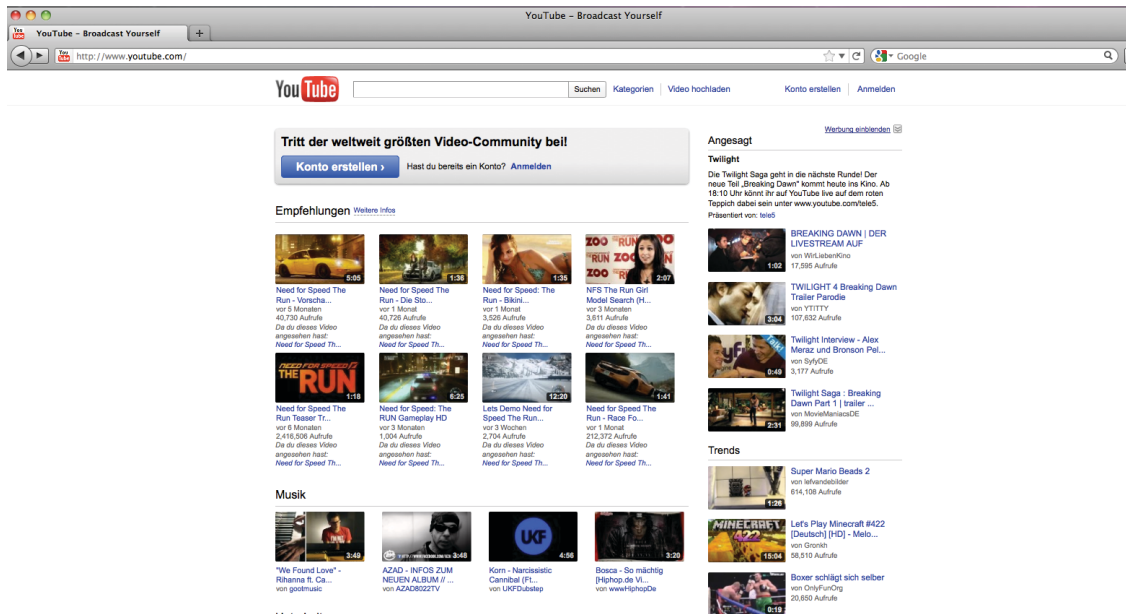 YouTube – Broadcast Yourself
You Tube YouTube – Broadcast Yourself +
You Tube http://www.youtube.com/ Google
You Tube Suchen Kategorien Video hochladen Konto erstellen Anmelden
Tritt der weltweit größten Video-Community bei!
Konto erstellen › Hast du bereits ein Konto? Anmelden
Empfehlungen Weitere Infos
5:05
Need for Speed The
Run - Vorscha...
vor 5 Monaten
40,730 Aufrufe
Da du dieses Video
angesehen hast:
Need for Speed Th...
1:36
Need for Speed The
Run - Die Sto...
vor 1 Monat
40,726 Aufrufe
Da du dieses Video
angesehen hast:
Need for Speed Th...
1:35
Need for Speed: The
Run - Bikini...
vor 1 Monat
3,526 Aufrufe
Da du dieses Video
angesehen hast:
Need for Speed Th...
ZOO "RUN ZOO
"RUN ZOO
ZOO "R
2:07
NFS The Run Girl
Model Search (H...
vor 3 Monaten
3,611 Aufrufe
Da du dieses Video
angesehen hast:
Need for Speed Th...
NEED FOR SPEED
THE RUN
1:18
Need for Speed The
Run Teaser Tr...
vor 6 Monaten
2,416,506 Aufrufe
Da du dieses Video
angesehen hast:
Need for Speed Th...
6:25
Need for Speed: The
RUN Gameplay HD
vor 3 Monaten
1,004 Aufrufe
Da du dieses Video
angesehen hast:
Need for Speed Th...
12:20
Lets Demo Need for
Speed The Run...
vor 3 Wochen
2,704 Aufrufe
Da du dieses Video
angesehen hast:
Need for Speed Th...
1:41
Need for Speed The
Run - Race Fo...
vor 1 Monat
212,372 Aufrufe
Da du dieses Video
angesehen hast:
Need for Speed Th...
Musik
3:49
"We Found Love" -
Rihanna ft. Ca...
von gootmusic
3:48
AZAD - INFOS ZUM
NEUEN ALBUM // ...
von AZAD8022TV
UKF
4:56
Korn - Narcissistic
Cannibal (Ft...
von UKFDubstep
3:20
Bosca - So mächtig
[Hiphop.de Vi...
von wwwHiphopDe
Werbung einblenden
Angesagt
Twilight
Die Twilight Saga geht in die nächste Runde! Der
neue Teil „Breaking Dawn" kommt heute ins Kino. Ab
18:10 Uhr könnt ihr auf YouTube live auf dem roten
Teppich dabei sein unter www.youtube.com/tele5.
Präsentiert von: tele5
1:02
BREAKING DAWN | DER
LIVESTREAM AUF
von WirLiebenKino
17,595 Aufrufe
3:04
TWILIGHT 4 Breaking Dawn
Trailer Parodie
von YTITTY
107,632 Aufrufe
Talk!
0:49
Twilight Interview - Alex
Meraz und Bronson Pel...
von SyfyDE
3,177 Aufrufe
2:31
Twilight Saga : Breaking
Dawn Part 1 | trailer ...
von MovieManiacsDE
99,899 Aufrufe
Trends
1:26
Super Mario Beads 2
von lefvandebilder
614,108 Aufrufe
MINECRAFT
422
15:04
Let's Play Minecraft #422
[Deutsch] [HD] - Melo...
von Gronkh
58,510 Aufrufe
0:19
Boxer schlägt sich selber
von OnlyFunOrg
20,650 Aufrufe